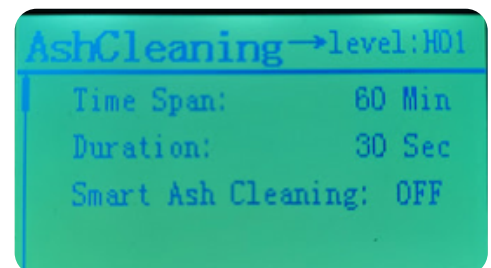 AshCleaning→level:H01
Time Span: 60 Min
Duration: 30 Sec
Smart Ash Cleaning: OFF